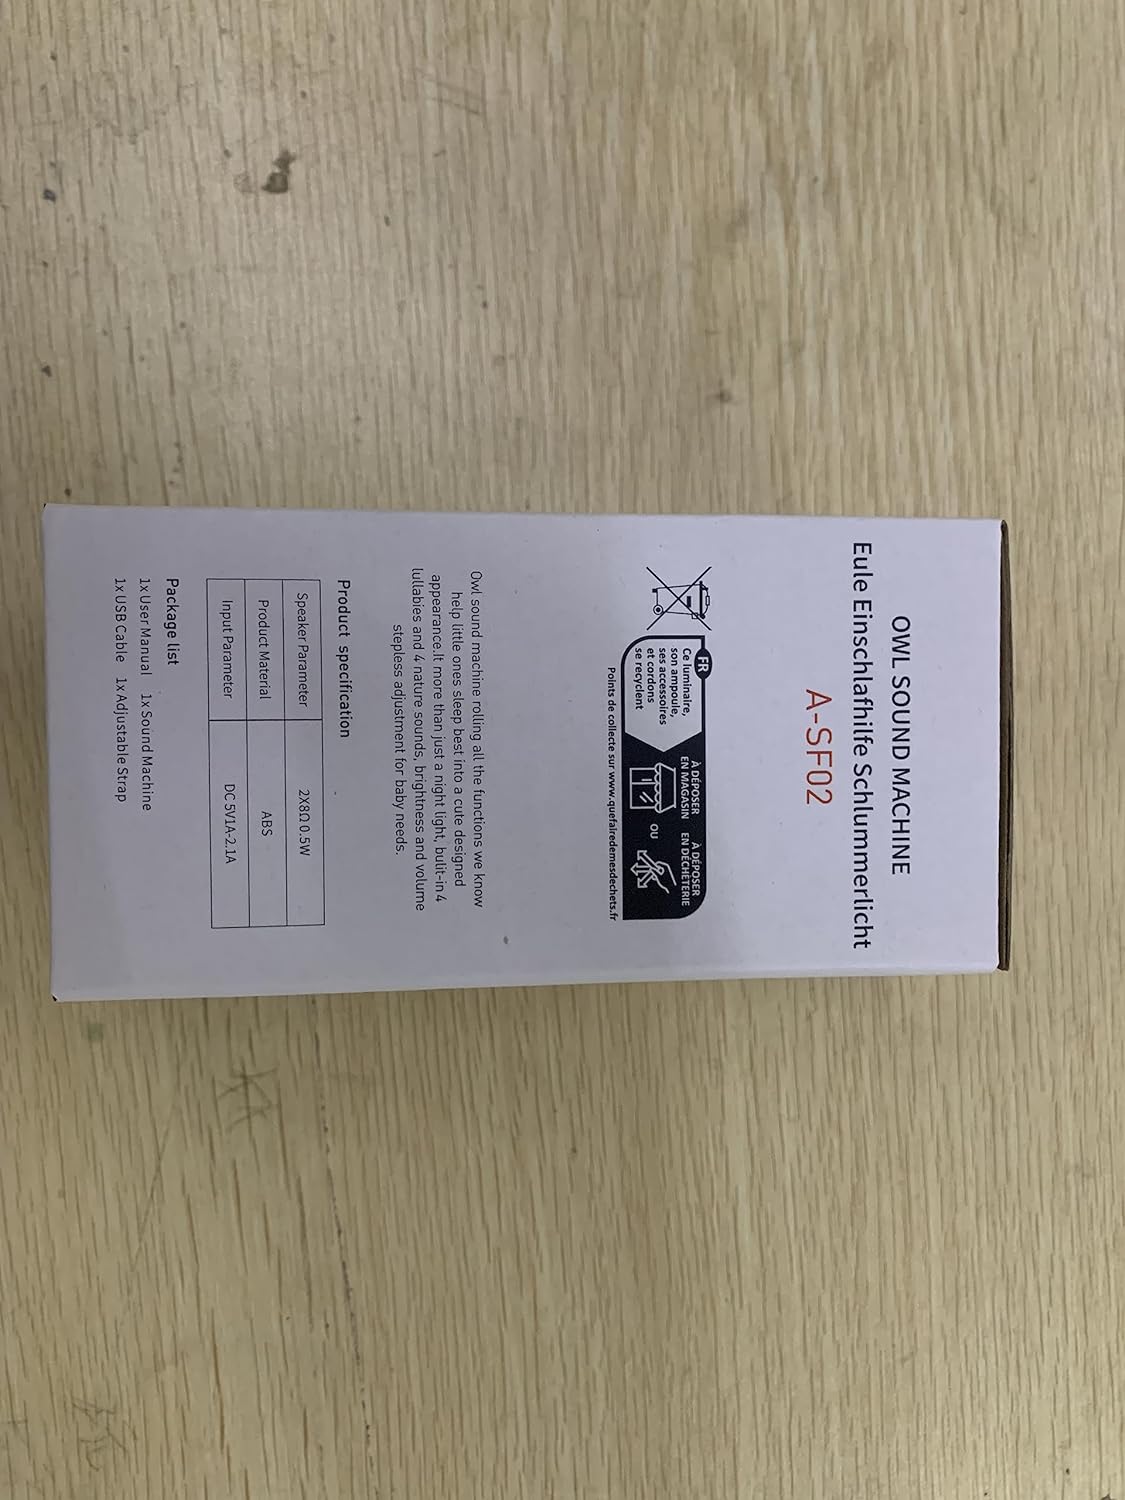 OWL SOUND MACHINE
Eule Einschlafhilfe Schlummerlicht
A-SF02
FR
Ce luminaire,
son ampoule,
ses accessoires
et cordons
se recyclent
À DÉPOSER
EN MAGASIN
OU
À DÉPOSER
EN DÉCHÈTERIE
Points de collecte sur www.quefairedemesdechets.fr
Owl sound machine rolling all the functions we know
help little ones sleep best into a cute designed
appearance.It more than just a night light, bulit-in 4
lullabies and 4 nature sounds, brightness and volume
stepless adjustment for baby needs.
Product specification
Speaker Parameter 2X8Ω 0.5W
Product Material ABS
Input Parameter DC 5V1A-2.1A
Package list
1x User Manual 1x Sound Machine
1x USB Cable 1x Adjustable Strap